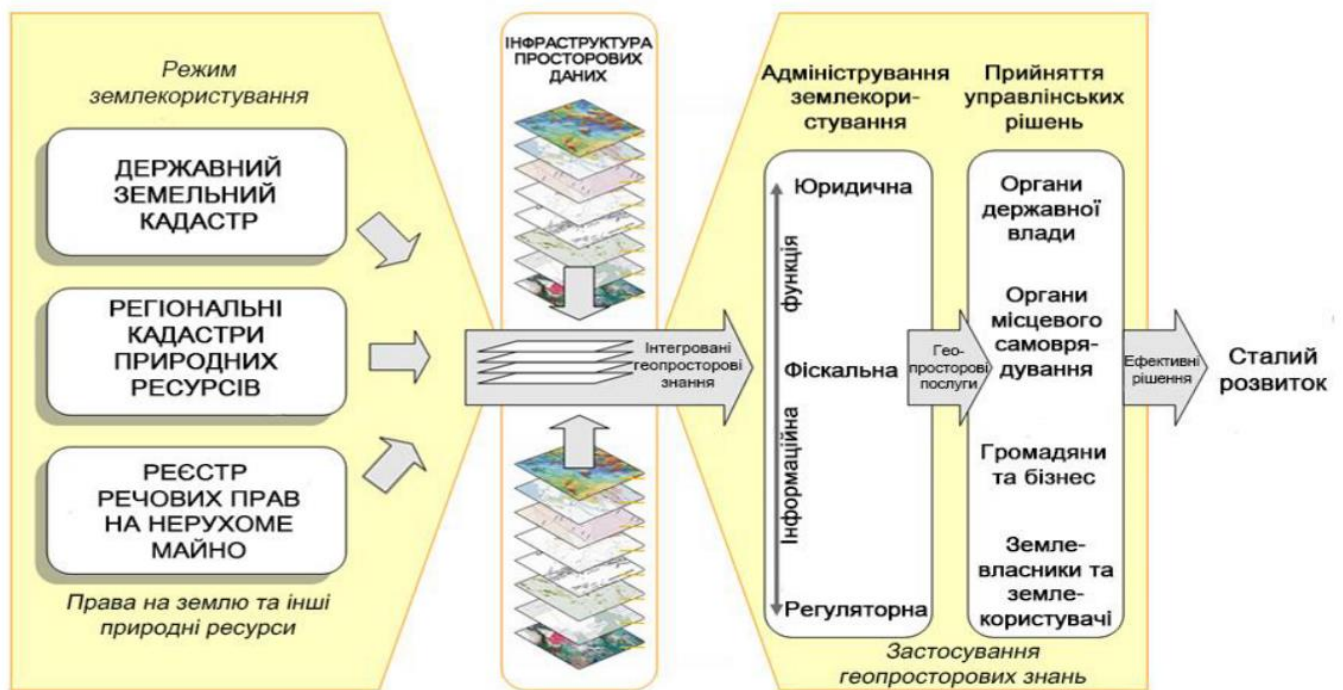 Режим
землекористування
ДЕРЖАВНИЙ
ЗЕМЕЛЬНИЙ
КАДАСТР
РЕГІОНАЛЬНІ
КАДАСТРИ
ПРИРОДНИХ
РЕСУРСІВ
РЕЄСТР
РЕЧОВИХ ПРАВ
НА НЕРУХОМЕ
МАЙНО
Права на землю та інші
природні ресурси
ІНФРАСТРУКТУРА
ПРОСТОРОВИХ
ДАНИХ
Інтегровані
геопросторові
знання
Адміністрування
землекори-
стування
Юридична
Фіскальна
Регуляторна
Інформаційна
функція
Гео-
просторові
послуги
Прийняття
управлінських
рішень
Органи
державної
влади
Органи
місцевого
самовря-
дування
Громадяни
та бізнес
Земле-
власники та
земле-
користувачі
Застосування
геопросторових знань
Ефективні
рішення
Сталий
розвиток